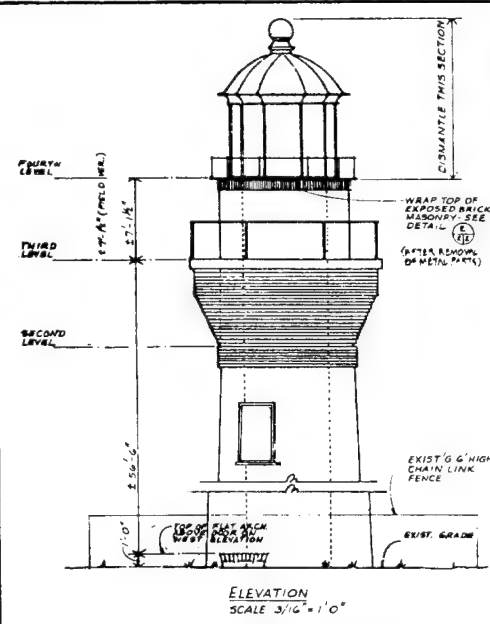 DISMANTLE THIS SECTION
FOURTH
LEVEL
(FIELD VER.)
± 7'-1½"
WRAP TOP OF
EXPOSED BRICK
MASONRY - SEE
DETAIL
(AFTER REMOVAL
OF METAL PARTS)
THIRD
LEVEL
SECOND
LEVEL
± 56'-6"
EXIST'G 6' HIGH
CHAIN LINK
FENCE
TOP OF FLAT ARCH
ABOVE DOOR ON
WEST ELEVATION
1'-0"
EXIST. GRADE
ELEVATION
SCALE 3/16" = 1'0"